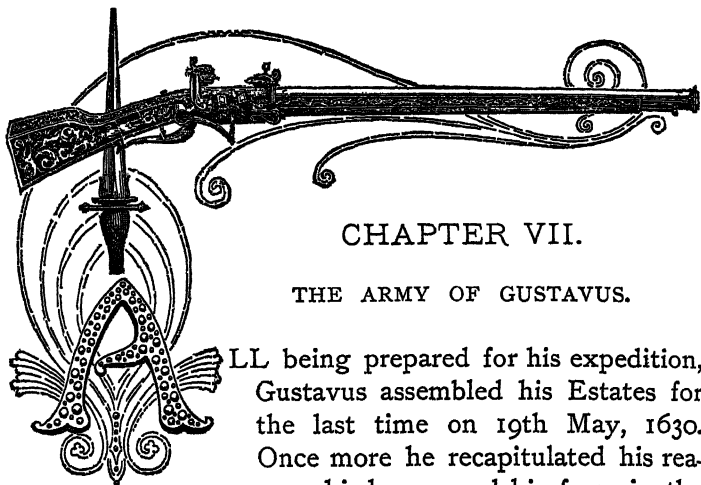 CHAPTER VII.
THE ARMY OF GUSTAVUS.
ALL being prepared for his expedition,
Gustavus assembled his Estates for
the last time on 19th May, 1630.
Once more he recapitulated his rea-